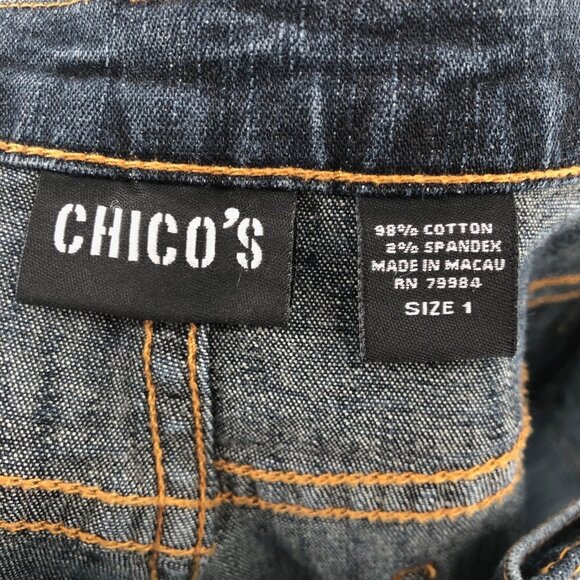 CHICO'S
98% COTTON
2% SPANDEX
MADE IN MACAU
RN 79984
SIZE 1